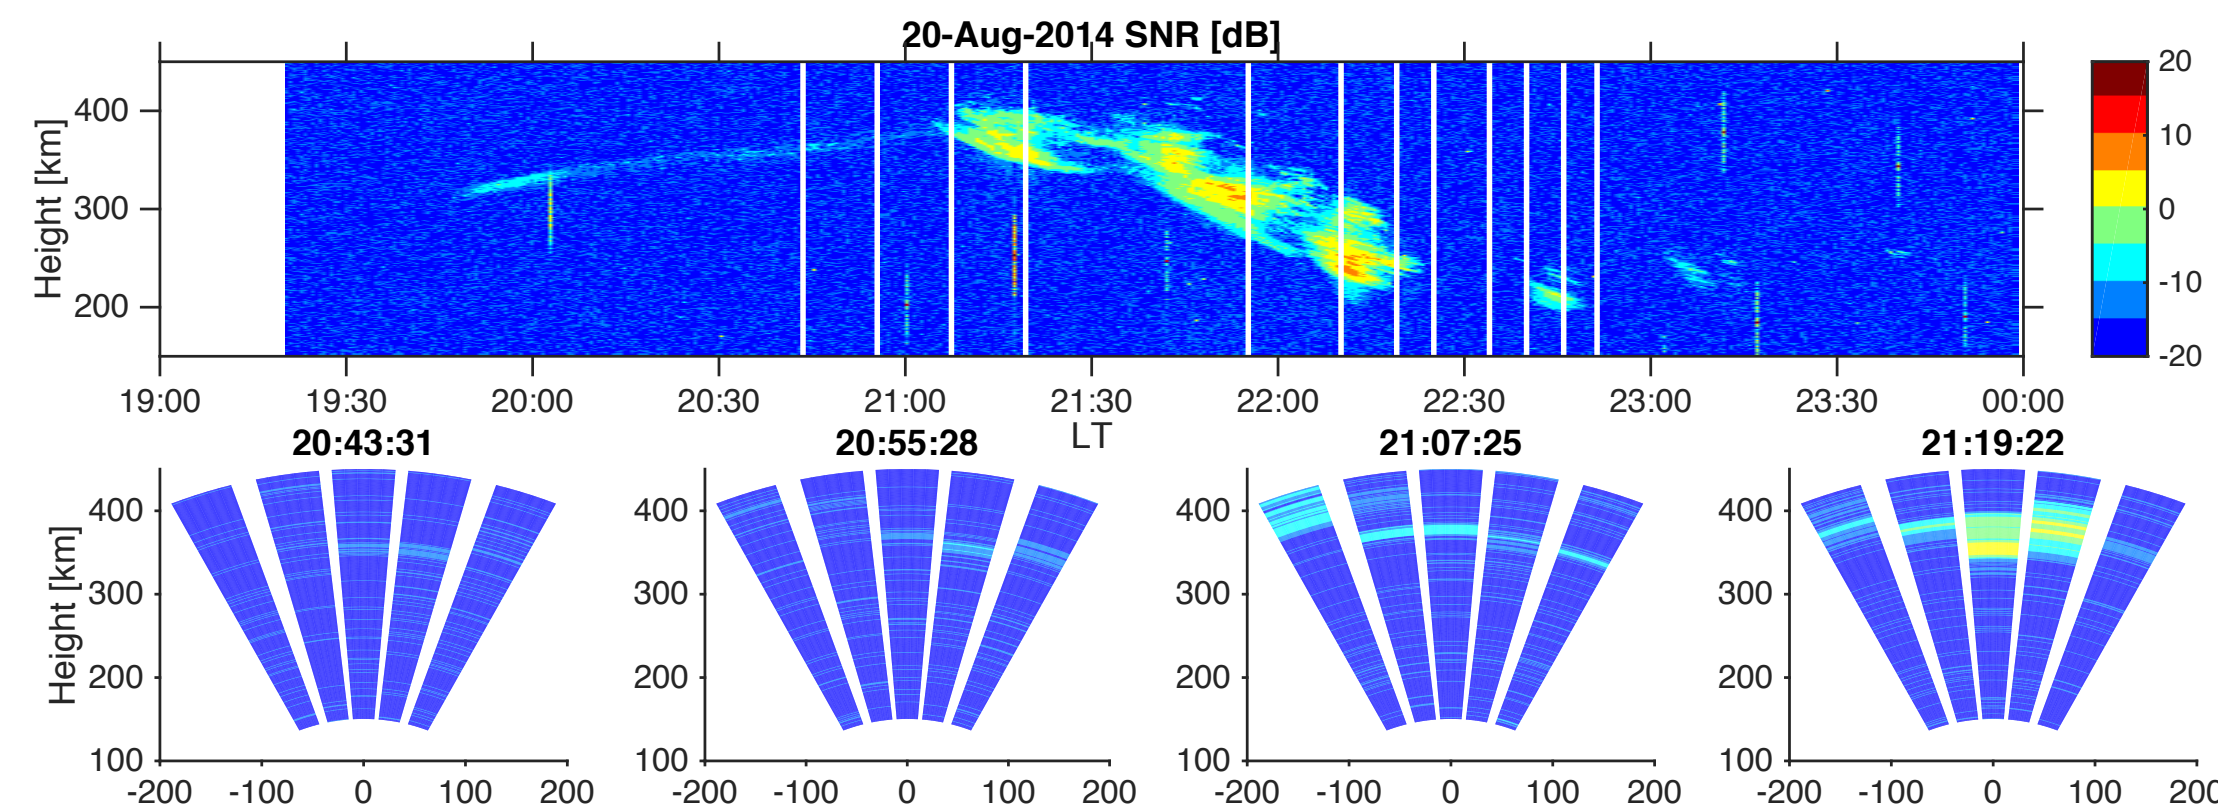 20-Aug-2014 SNR [dB]
Height [km]
400
300
200
19:00 19:30 20:00 20:30 21:00 21:30 22:00 22:30 23:00 23:30 00:00
LT
20
10
0
-10
-20
20:43:31 20:55:28 21:07:25 21:19:22
Height [km]
400 400 400 400
300 300 300 300
200 200 200 200
100 100 100 100
-200 -100 0 100 200 -200 -100 0 100 200 -200 -100 0 100 200 -200 -100 0 100 200